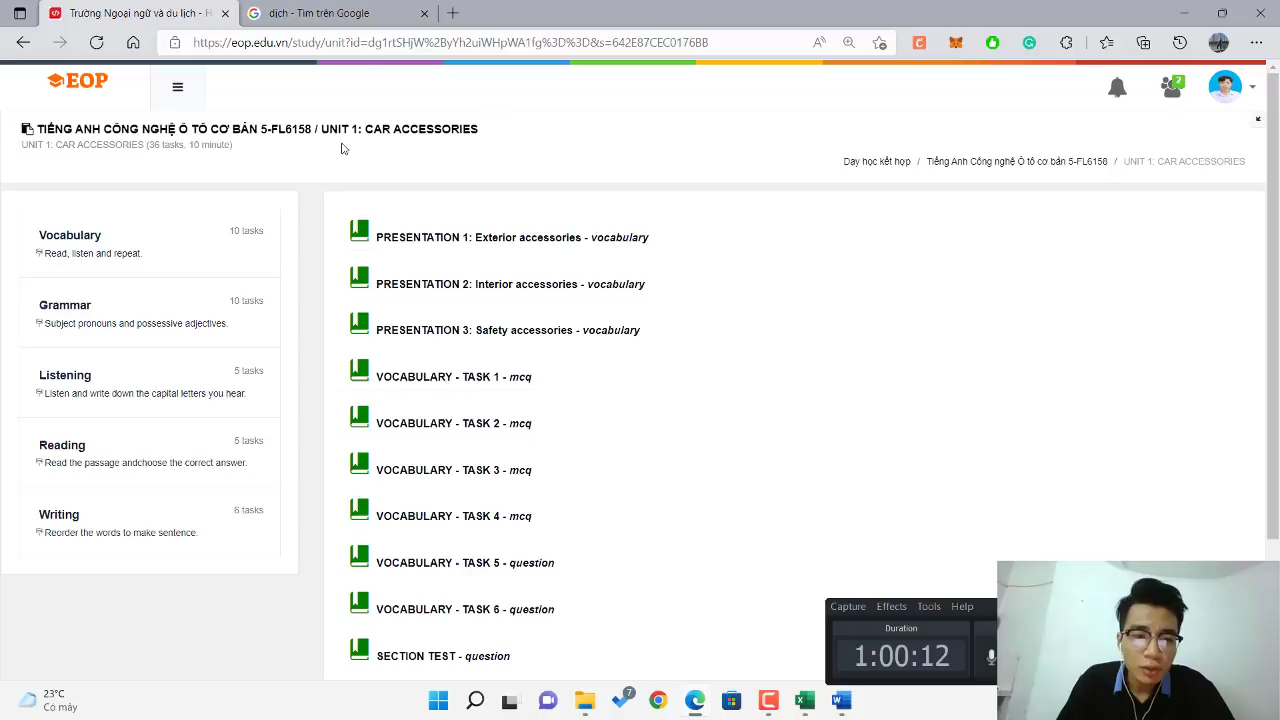 Trường Ngoại ngữ và du lịch - H
dịch - Tìm trên Google
https://eop.edu.vn/study/unit?id=dg1rtSHjW%2ByYh2uiWHpWA1fg%3D%3D&s=642E87CEC0176BB
EOP
TIẾNG ANH CÔNG NGHỆ Ô TÔ CƠ BẢN 5-FL6158 / UNIT 1: CAR ACCESSORIES
UNIT 1: CAR ACCESSORIES (36 tasks, 10 minute)
Dạy học kết hợp / Tiếng Anh Công nghệ Ô tô cơ bản 5-FL6158 / UNIT 1: CAR ACCESSORIES
Vocabulary 10 tasks
Read, listen and repeat.
Grammar 10 tasks
Subject pronouns and possessive adjectives.
Listening 5 tasks
Listen and write down the capital letters you hear.
Reading 5 tasks
Read the passage andchoose the correct answer.
Writing 6 tasks
Reorder the words to make sentence.
PRESENTATION 1: Exterior accessories - vocabulary
PRESENTATION 2: Interior accessories - vocabulary
PRESENTATION 3: Safety accessories - vocabulary
VOCABULARY - TASK 1 - mcq
VOCABULARY - TASK 2 - mcq
VOCABULARY - TASK 3 - mcq
VOCABULARY - TASK 4 - mcq
VOCABULARY - TASK 5 - question
VOCABULARY - TASK 6 - question
SECTION TEST - question
Capture Effects Tools Help
Duration
1:00:12
23°C
Có mây
7